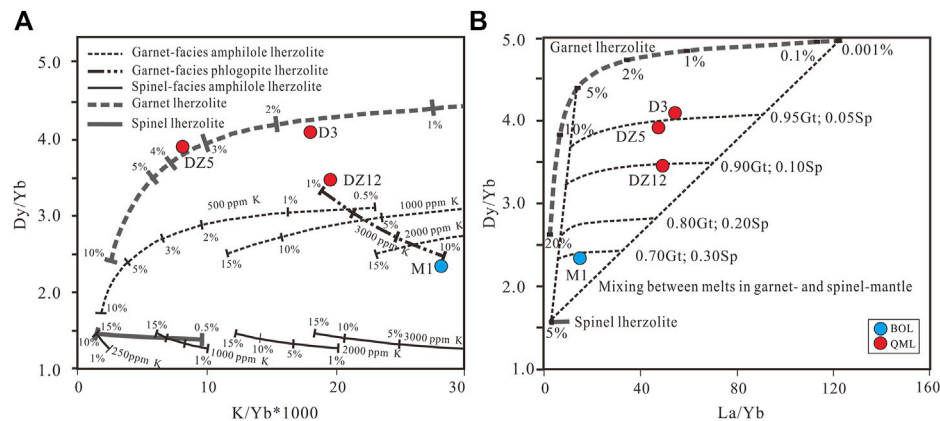 A
Garnet-facies amphilole lherzolite
Garnet-facies phlogopite lherzolite
Spinel-facies amphilole lherzolite
Garnet lherzolite
Spinel lherzolite
5.0
4.0
3.0
2.0
1.0
Dy/Yb
0
10
20
30
K/Yb*1000
10%
5%
4%
3%
2%
1%
DZ5
D3
DZ12
M1
500 ppm K
10%
5%
3%
2%
1%
0.5%
1000 ppm K
15%
10%
5%
2000 ppm K
15%
10%
3000 ppm K
1%
15%
10%
0.5%
250ppm K
10%
1%
1000 ppm K
15%
1%
2000 ppm K
15%
10%
5%
1%
3000 ppm K
15%
10%
5%
B
5.0
4.0
3.0
2.0
1.0
Dy/Yb
0
40
80
120
160
La/Yb
Garnet lherzolite
0.001%
0.1%
1%
2%
5%
10%
20%
D3
DZ5
DZ12
M1
0.95Gt; 0.05Sp
0.90Gt; 0.10Sp
0.80Gt; 0.20Sp
0.70Gt; 0.30Sp
Mixing between melts in garnet- and spinel-mantle
Spinel lherzolite
5%
BOL
QML